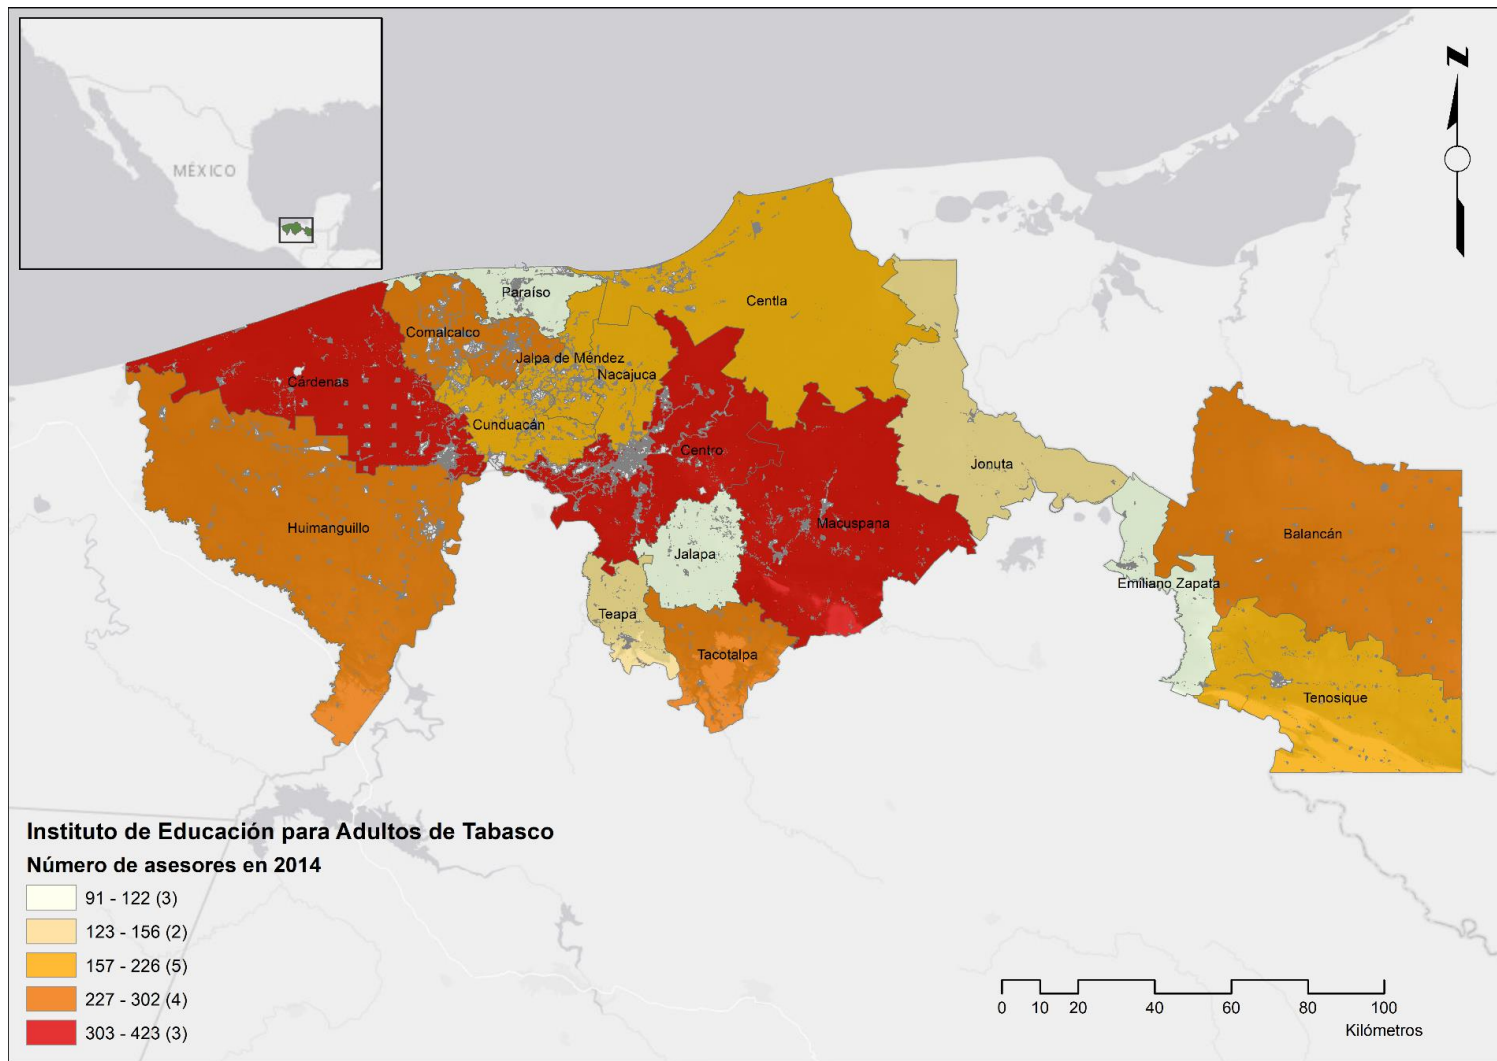 MÉXICO
N
Paraíso
Centla
Comalcalco
Jalpa de Méndez
Nacajuca
Cárdenas
Cunduacán
Centro
Jonuta
Huimanguillo
Macuspana
Balancán
Jalapa
Emiliano Zapata
Teapa
Tacotalpa
Tenosique
Instituto de Educación para Adultos de Tabasco
Número de asesores en 2014
91 - 122 (3)
123 - 156 (2)
157 - 226 (5)
227 - 302 (4)
303 - 423 (3)
0 10 20 40 60 80 100
Kilómetros